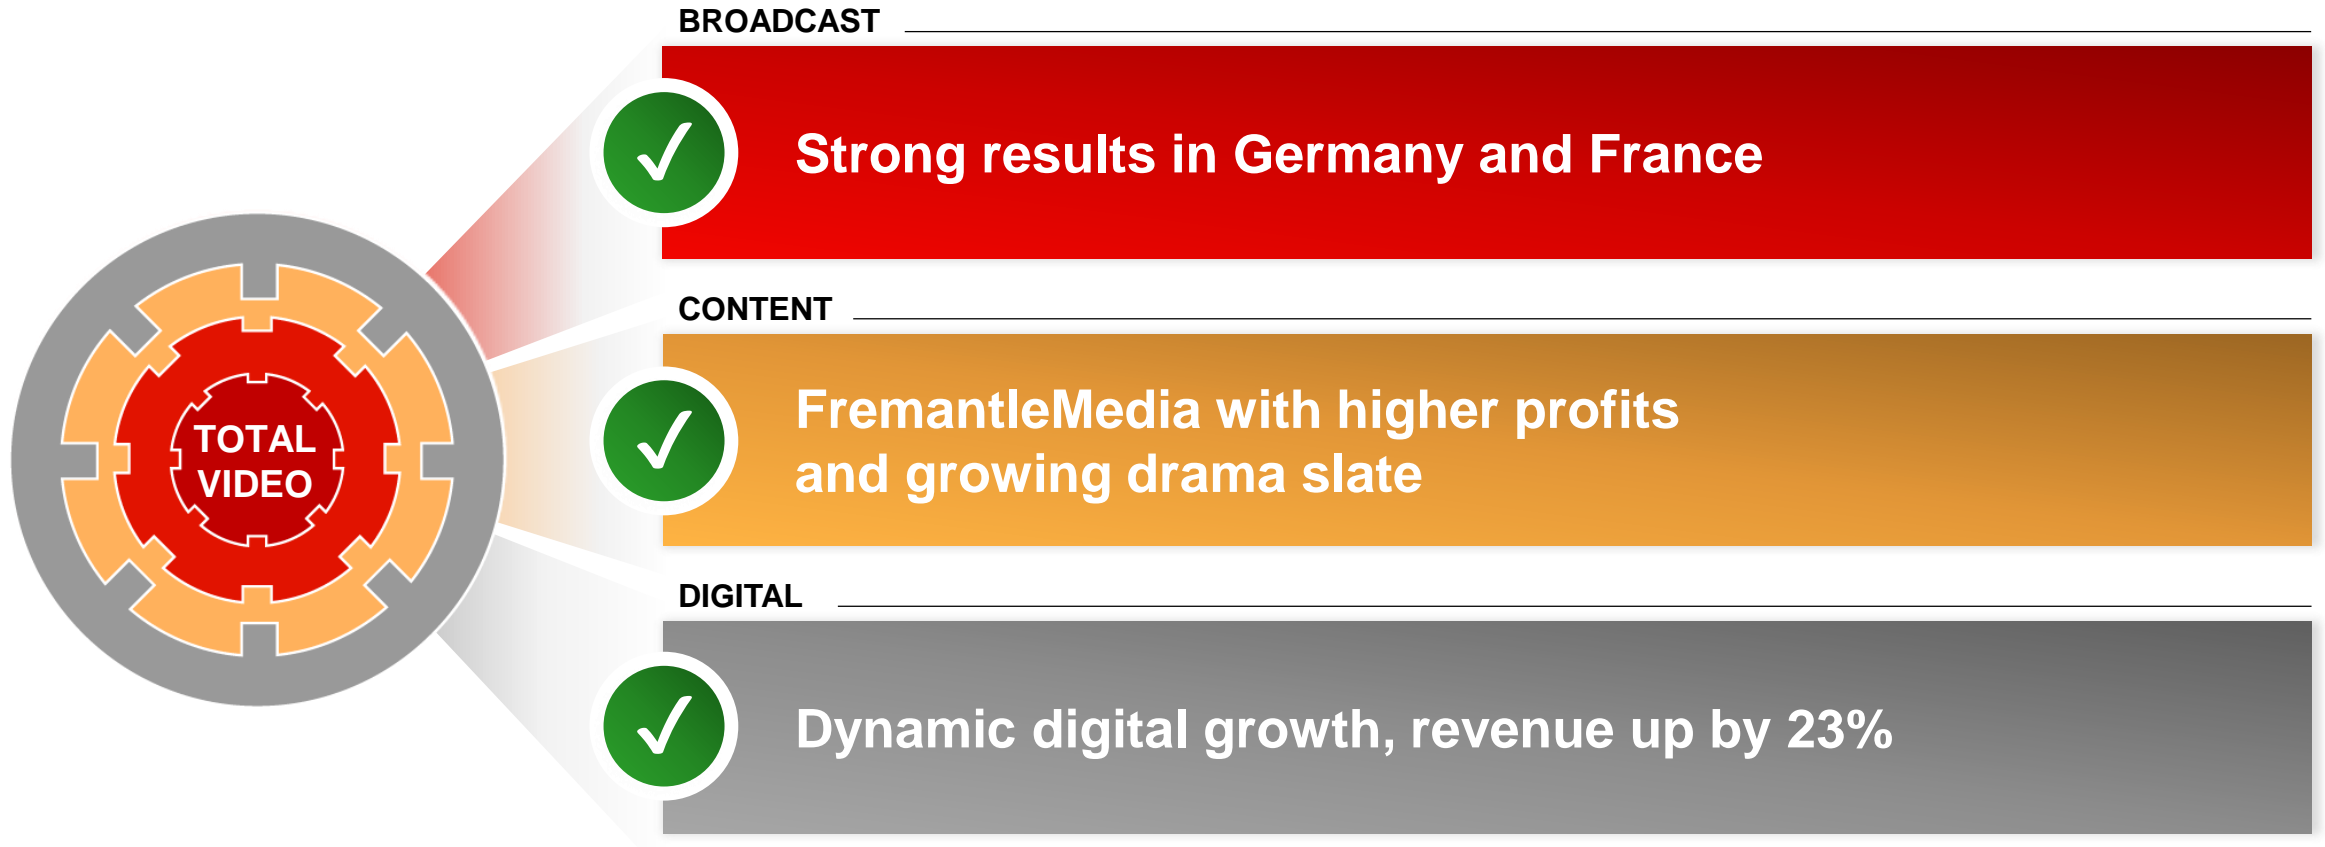 BROADCAST
Strong results in Germany and France
CONTENT
FremantleMedia with higher profits
and growing drama slate
TOTAL
VIDEO
DIGITAL
Dynamic digital growth, revenue up by 23%